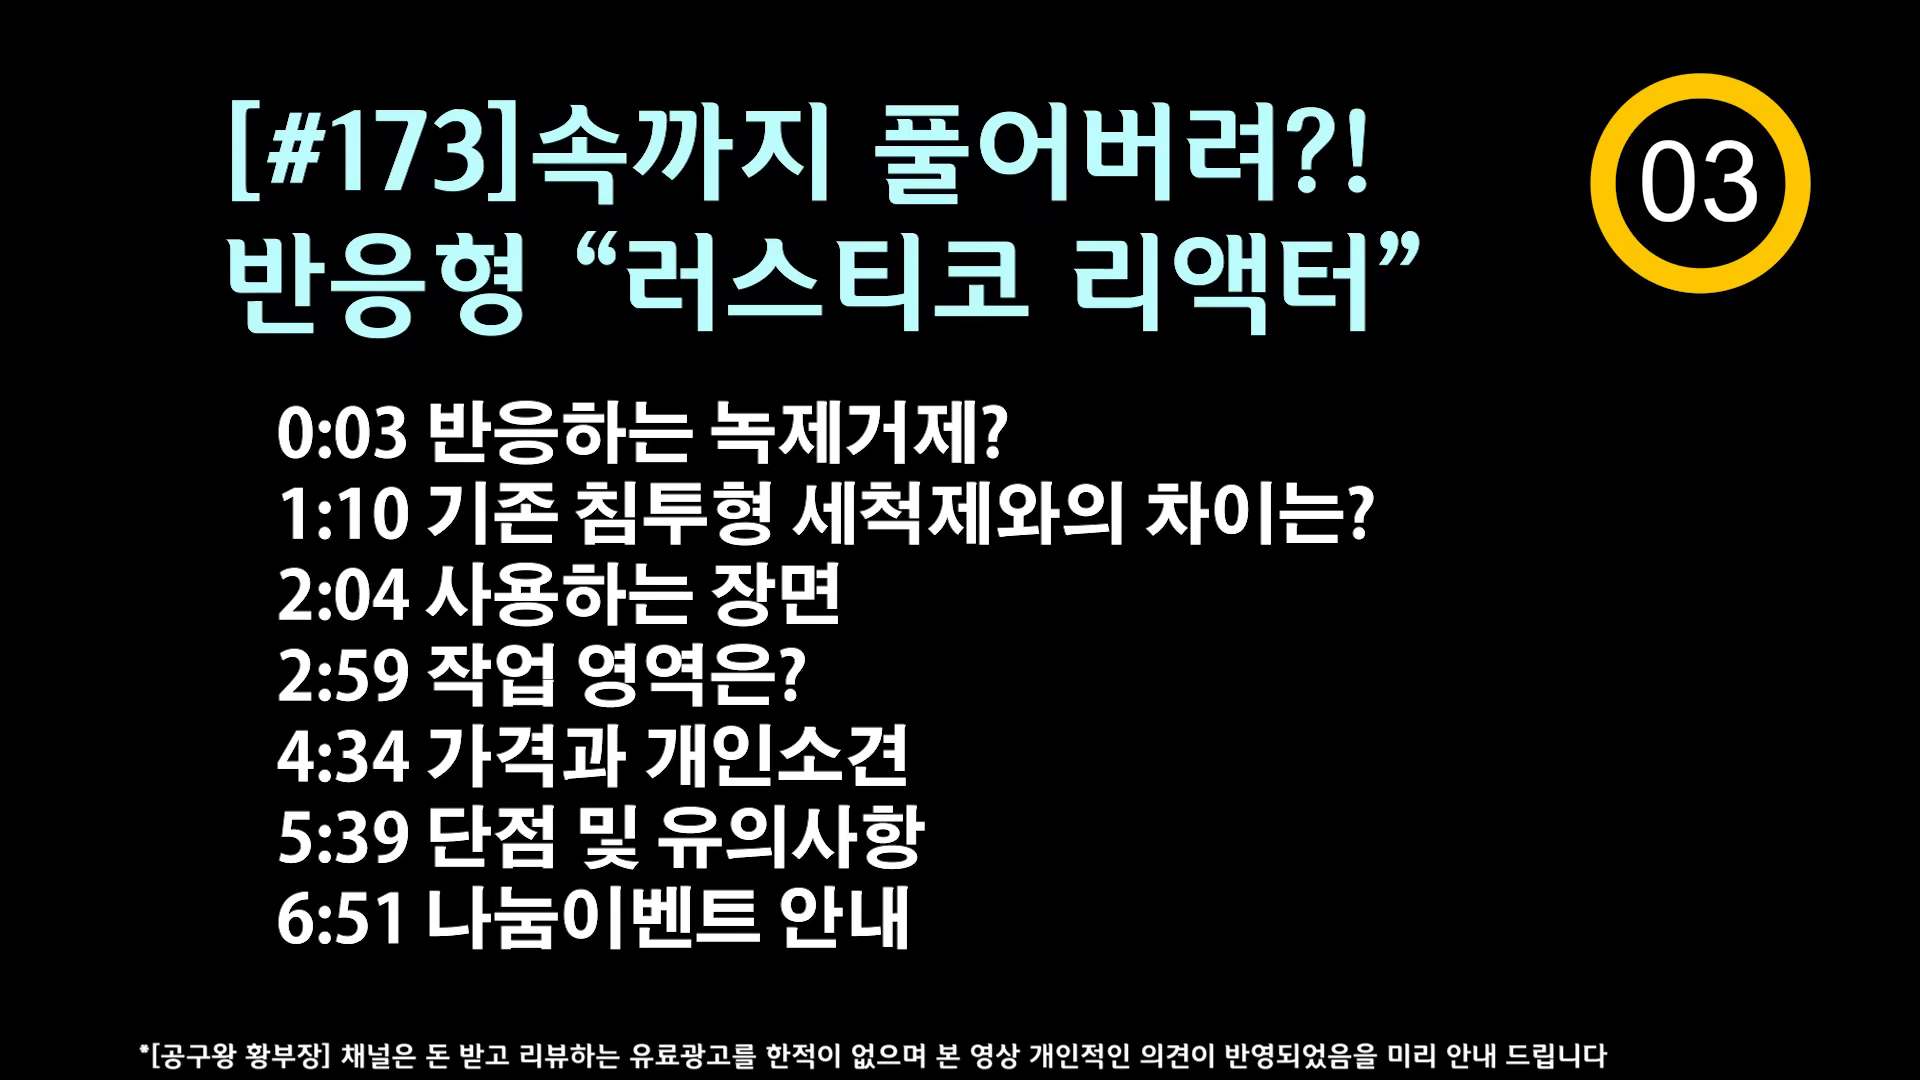 [#173]속까지 풀어버려?!
반응형 “러스티코 리액터”
03
0:03 반응하는 녹제거제?
1:10 기존 침투형 세척제와의 차이는?
2:04 사용하는 장면
2:59 작업 영역은?
4:34 가격과 개인소견
5:39 단점 및 유의사항
6:51 나눔이벤트 안내
*[공구왕 황부장] 채널은 돈 받고 리뷰하는 유료광고를 한적이 없으며 본 영상 개인적인 의견이 반영되었음을 미리 안내 드립니다